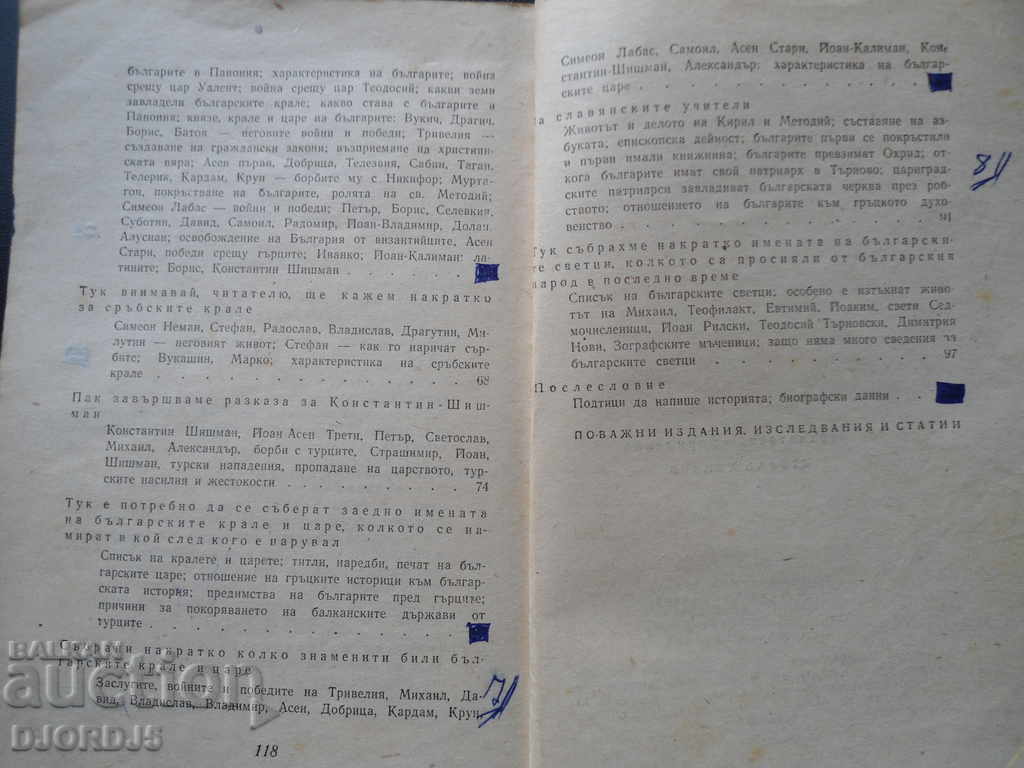 българите в Панония; характеристика на българите; война
срещу цар Уалент; война срещу цар Теодосий; какви земи
завладели българските крале; какво става с българите и
Панония; князе, крале и царе на българите: Вукич, Драгич,
Борис, Батоя — неговите войни и победи; Тривелия —
създаване на граждански закони; възприемане на християн-
ската вяра; Асен първи, Добрица, Телезвия, Сабин, Таган,
Телерик, Кардам, Крун — борбите му с Никифор; Мурта-
гон, покръстване на българите, ролята на св. Методий;
Симеон Лабас — войни и победи; Петър, Борис, Селевкия,
Суботин, Давид, Самоил, Радомир, Йоан-Владимир, Долан,
Алусиан; освобождение на България от византийците, Асен
Стари, победи срещу гърците; Иванко; Йоан-Калиман: ла-
тините; Борис, Константин Шишман
Тук внимавай, читателю, ще кажем накратко
за сръбските крале
Симеон Неман, Стефан, Радослав, Владислав, Драгутин, Ми-
лутин — неговият живот; Стефан — как го наричат сър-
бите; Вукашин, Марко; характеристика на сръбските
крале . . . 68
Пак завършваме разказа за Константин-Шиш-
ман
Константин Шишман, Йоан Асен Трети, Петър, Светослав,
Михаил, Александър, борби с турците, Страшимир, Йоан,
Шишман, турски нападения, пропадане на царството, тур-
ските насилия и жестокости . . . 74
Тук е потребно да се съберат заедно имената
на българските крале и царе, колкото се на-
мират в кой след кого е царувал
Списък на кралете и царете; титли, наредби, печат на бъл-
гарските царе; отношение на гръцките историци към българ-
ската история; предимства на българите пред гърците;
причини за покоряването на балканските държави от
турците
Събрани накратко колко знаменити били бъл-
гарските крале и царе
Заслугите, войните и победите на Тривелия, Михаил, Да-
вид, Владислав, Владимир, Асен, Добрица, Кардам, Крун,
118
Симеон Лабас, Самоил, Асен Стари, Йоан-Калиман, Кон-
стантин-Шишман, Александър; характеристика на българ-
ските царе
За славянските учители
Животът и делото на Кирил и Методий; съставяне на аз-
буката, епископска дейност; българите първи се покръстили
и първи имали книжнина; българите превзимат Охрид; от-
кога българите имат свой патриарх в Търново; париград-
ските патриарси завладяват българската черква през роб-
ството; отношението на българите към гръцкото духо-
венство . . . 91
Тук събрахме накратко имената на български-
те светци, колкото са просияли от българския
народ в последно време
Списък на българските светци; особено е изтъкнат живо-
тът на Михаил, Теофилакт, Евтимий, Йоаким, свети Сед-
мочисленици, Йоан Рилски, Теодосий Търновски, Димитрия
Нови, Зографските мъченици; защо няма много сведения за
българските светци . . . 97
Послесловие
Подтици да напише историята; биографски данни . .
ПО-ВАЖНИ ИЗДАНИЯ, ИЗСЛЕДВАНИЯ И СТАТИИ
БАЛКАН
auction
DJORDJ5